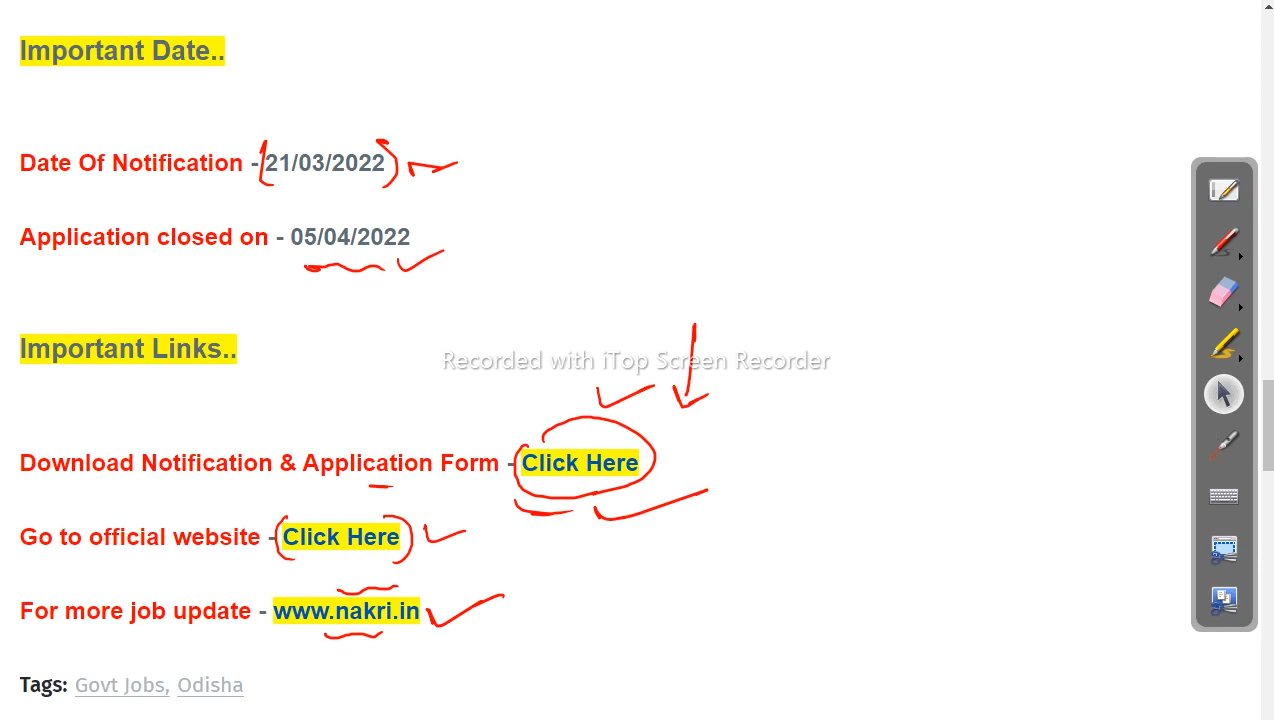 Important Date..
Date Of Notification - 21/03/2022
Application closed on - 05/04/2022
Important Links..
Recorded with iTop Screen Recorder
Download Notification & Application Form - Click Here
Go to official website - Click Here
For more job update - www.nakri.in
Tags: Govt Jobs, Odisha